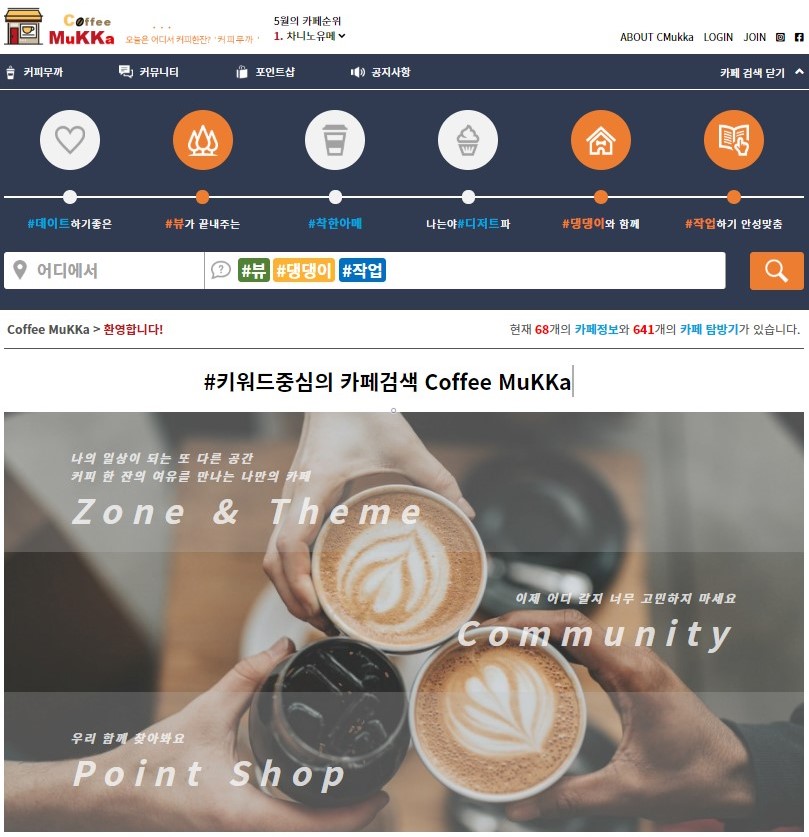 Coffee
MuKKa
오늘은 어디서 커피한잔? '커피무까'
5월의 카페순위
1. 차니노유메
ABOUT CMukka LOGIN JOIN
커피무까 커뮤니티 포인트샵 공지사항 카페 검색 닫기
#데이트하기좋은 #뷰가 끝내주는 #착한아메 나는야#디저트파 #댕댕이와 함께 #작업하기 안성맞춤
어디에서 #뷰 #댕댕이 #작업
Coffee MuKKa > 환영합니다!
현재 68개의 카페정보와 641개의 카페 탐방기가 있습니다.
#키워드중심의 카페검색 Coffee MuKKa
나의 일상이 되는 또 다른 공간
커피 한 잔의 여유를 만나는 나만의 카페
Zone & Theme
이제 어디 갈지 너무 고민하지 마세요
Community
우리 함께 찾아봐요
Point Shop